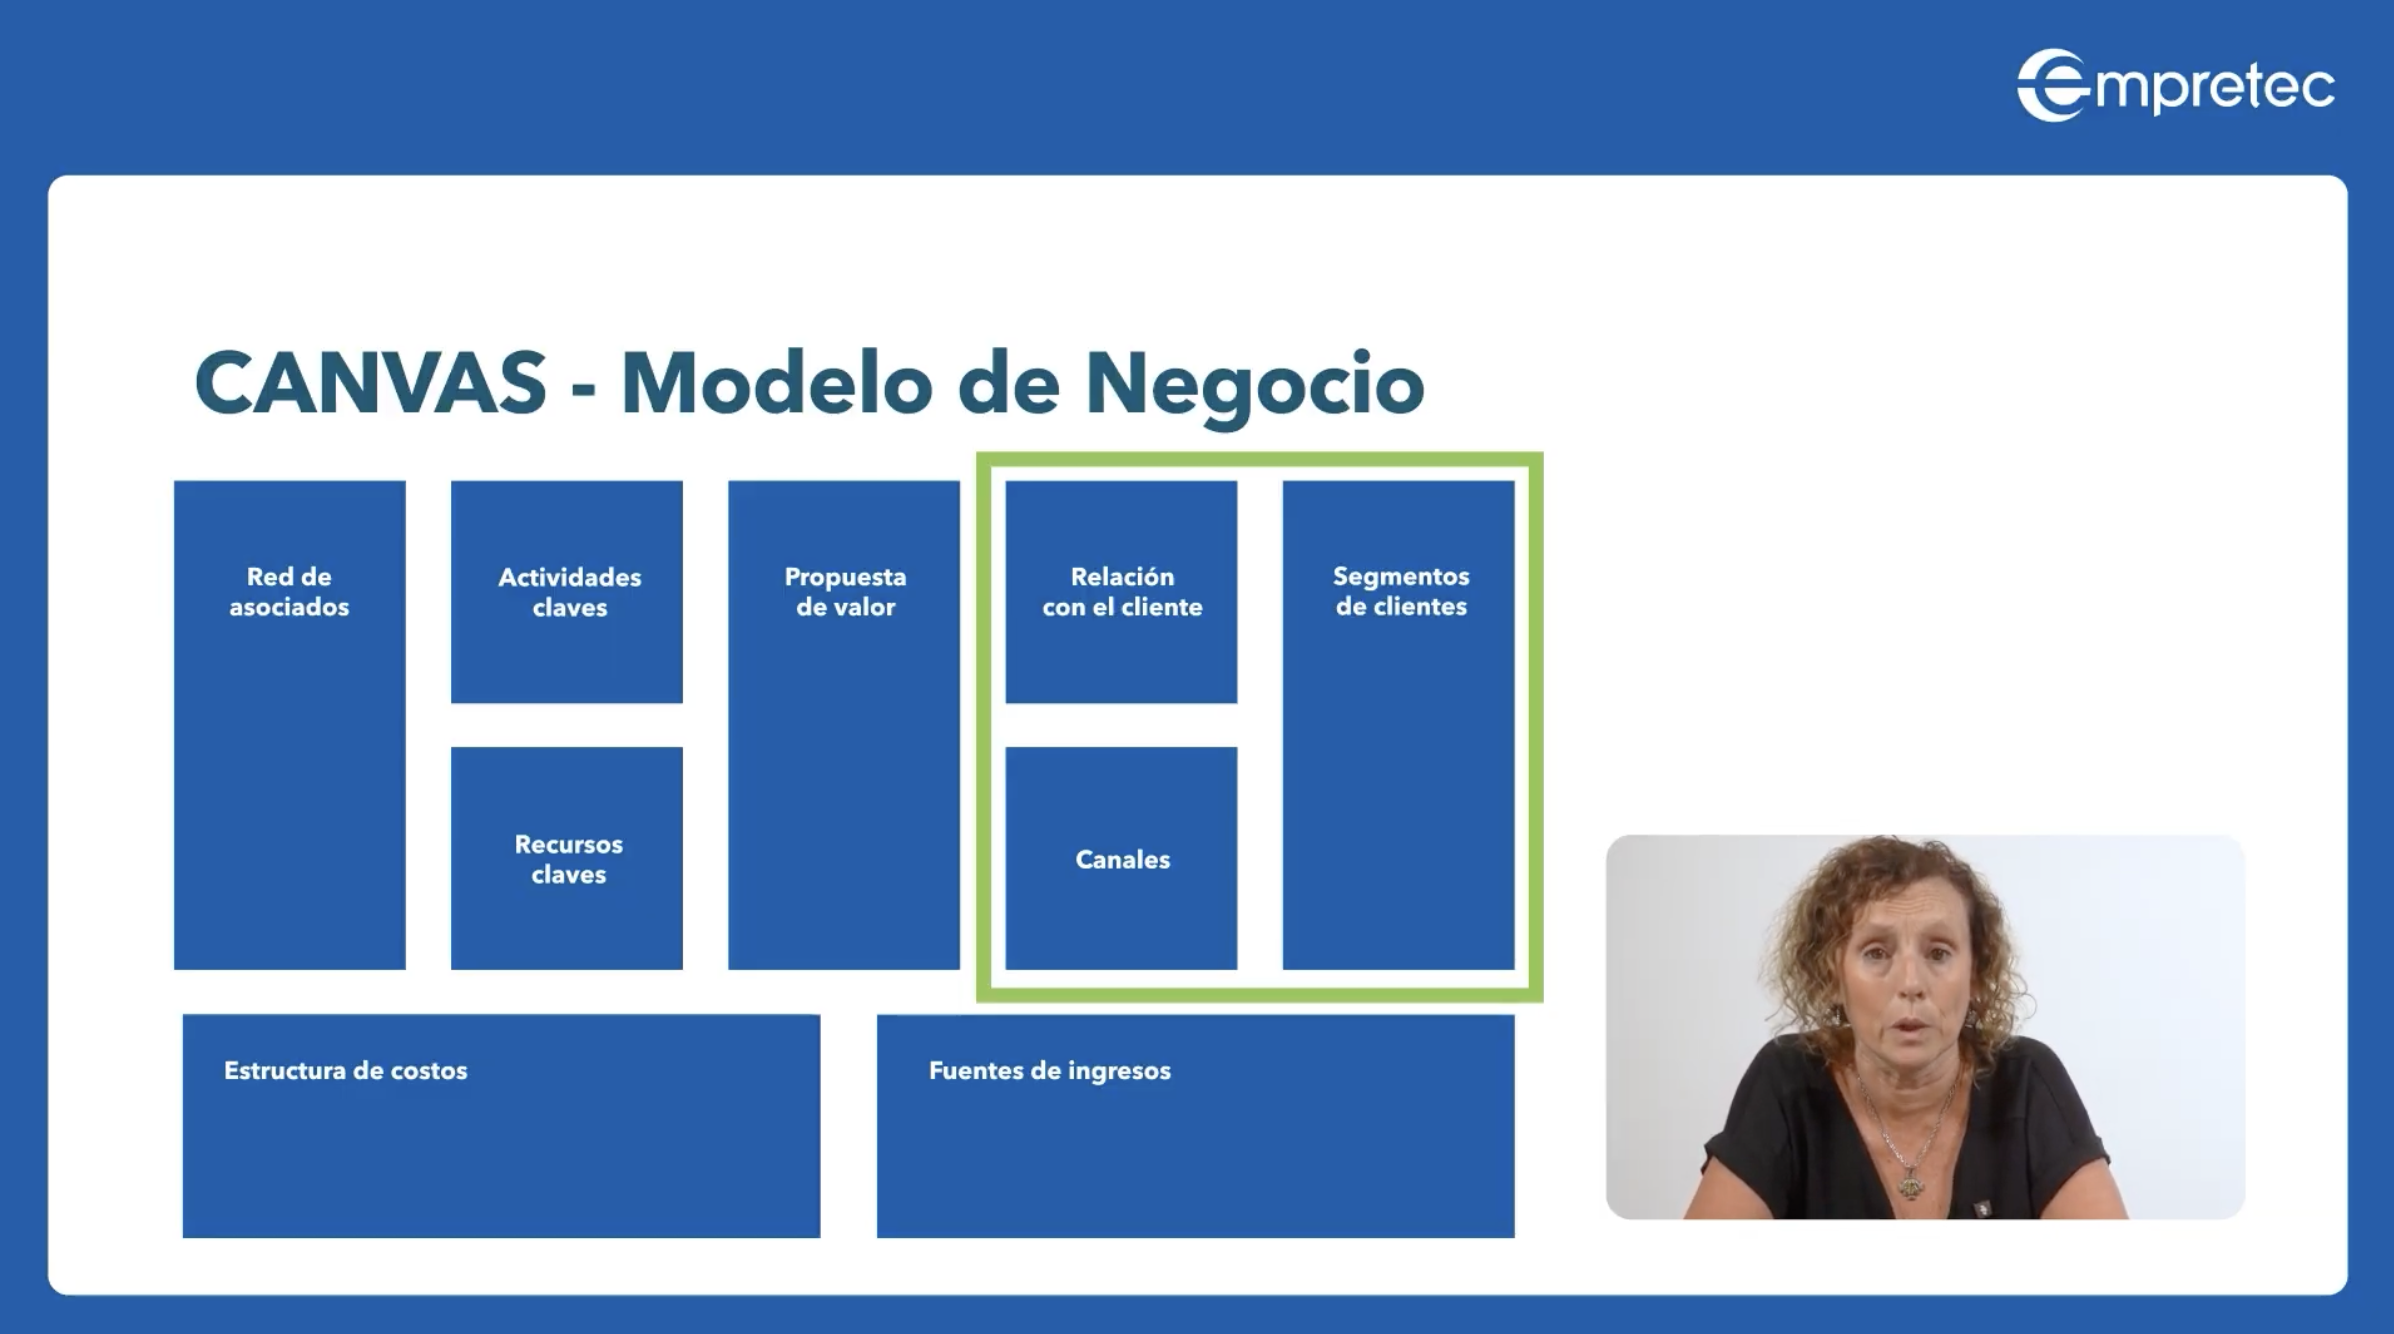 empretec
CANVAS - Modelo de Negocio
Red de
asociados
Actividades
claves
Recursos
claves
Propuesta
de valor
Relación
con el cliente
Canales
Segmentos
de clientes
Estructura de costos
Fuentes de ingresos